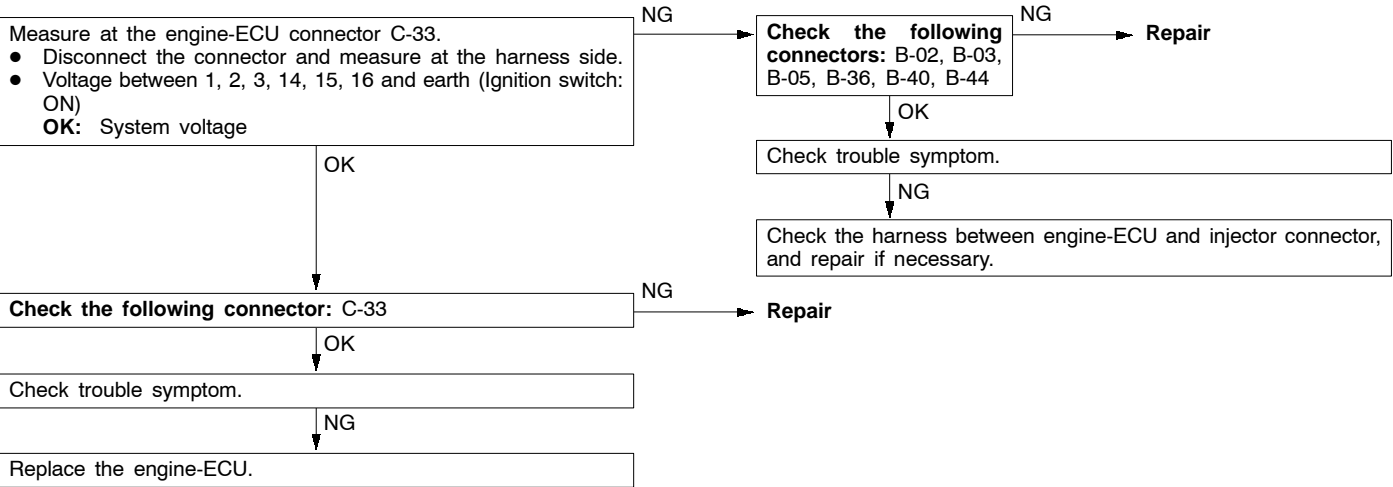 Measure at the engine-ECU connector C-33.
● Disconnect the connector and measure at the harness side.
● Voltage between 1, 2, 3, 14, 15, 16 and earth (Ignition switch:
ON)
OK: System voltage
NG
Check the following
connectors: B-02, B-03,
B-05, B-36, B-40, B-44
NG
Repair
OK
Check trouble symptom.
NG
Check the harness between engine-ECU and injector connector,
and repair if necessary.
OK
Check the following connector: C-33
NG
Repair
OK
Check trouble symptom.
NG
Replace the engine-ECU.